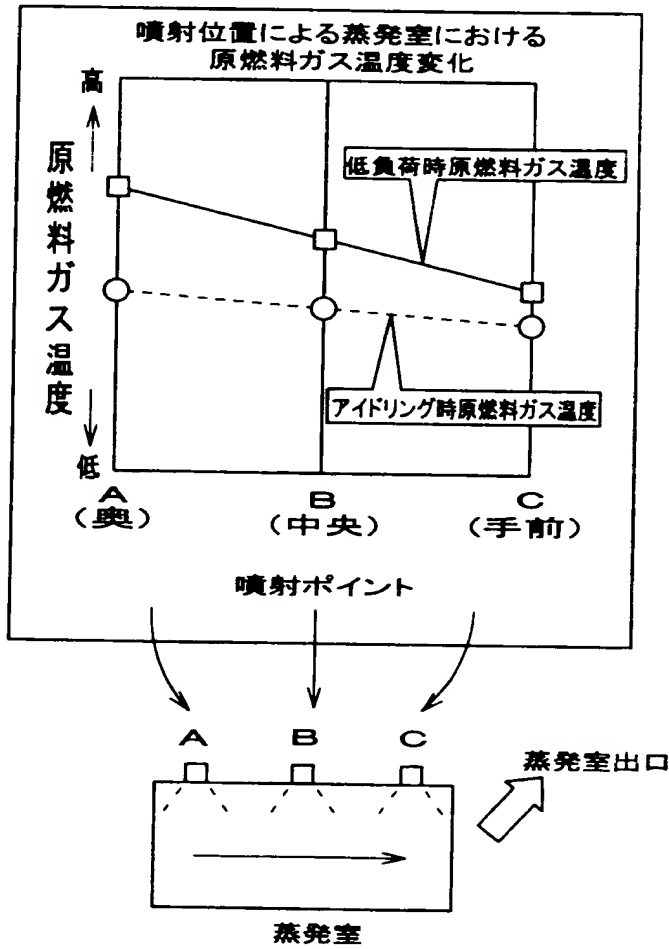 噴射位置による蒸発室における
原燃料ガス温度変化
高
原燃料ガス温度
低
低負荷時原燃料ガス温度
アイドリング時原燃料ガス温度
A
(奥)
B
(中央)
C
(手前)
噴射ポイント
A
B
C
蒸発室出口
蒸発室